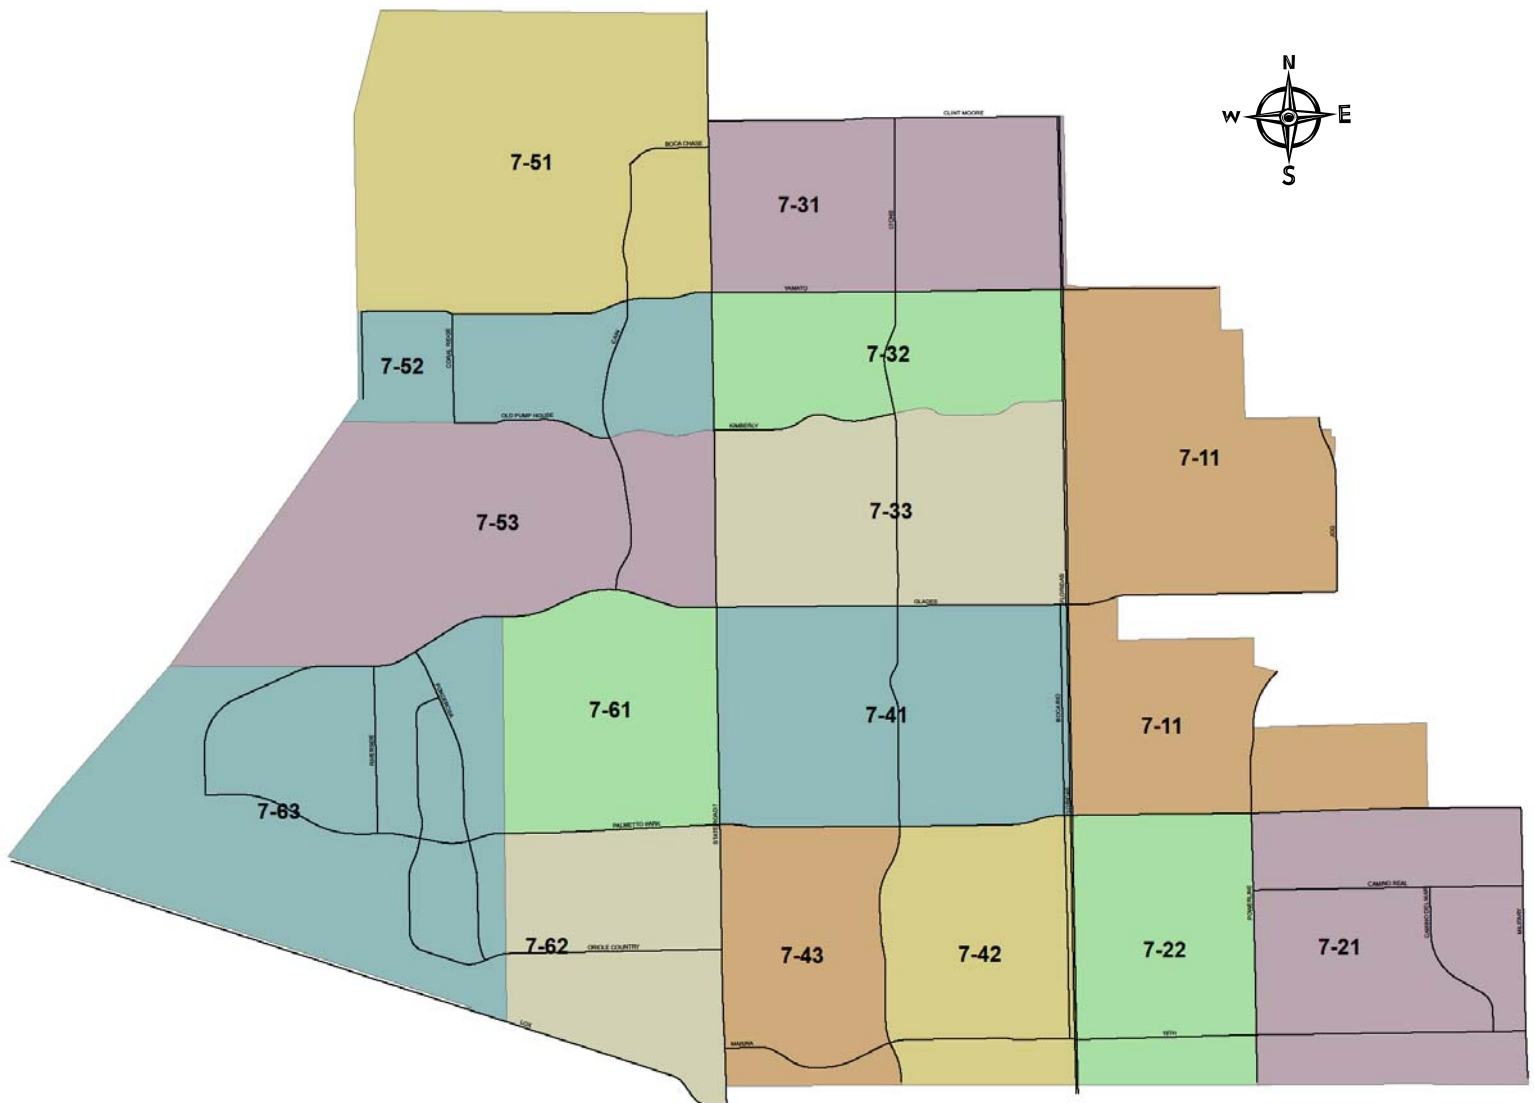 N
W
E
S
CLINT MOORE
BOCA CHASE
7-51
7-31
LYONS
YAMATO
CAIN
CORAL RIDGE
7-52
7-32
OLD PUMP HOUSE
KIMBERLY
7-11
7-53
7-33
JOG
FLORIDAS
GLADES
PONDEROSA
7-61
7-41
BOCA RIO
7-11
RIVERSIDE
7-63
PALMETTO PARK
STATE ROAD 7
CAMINO REAL
POWERLINE
CAMINO DEL MAR
MILITARY
ORIOLE COUNTRY
7-62
7-43
7-42
7-22
7-21
LOX
MARINA
18TH